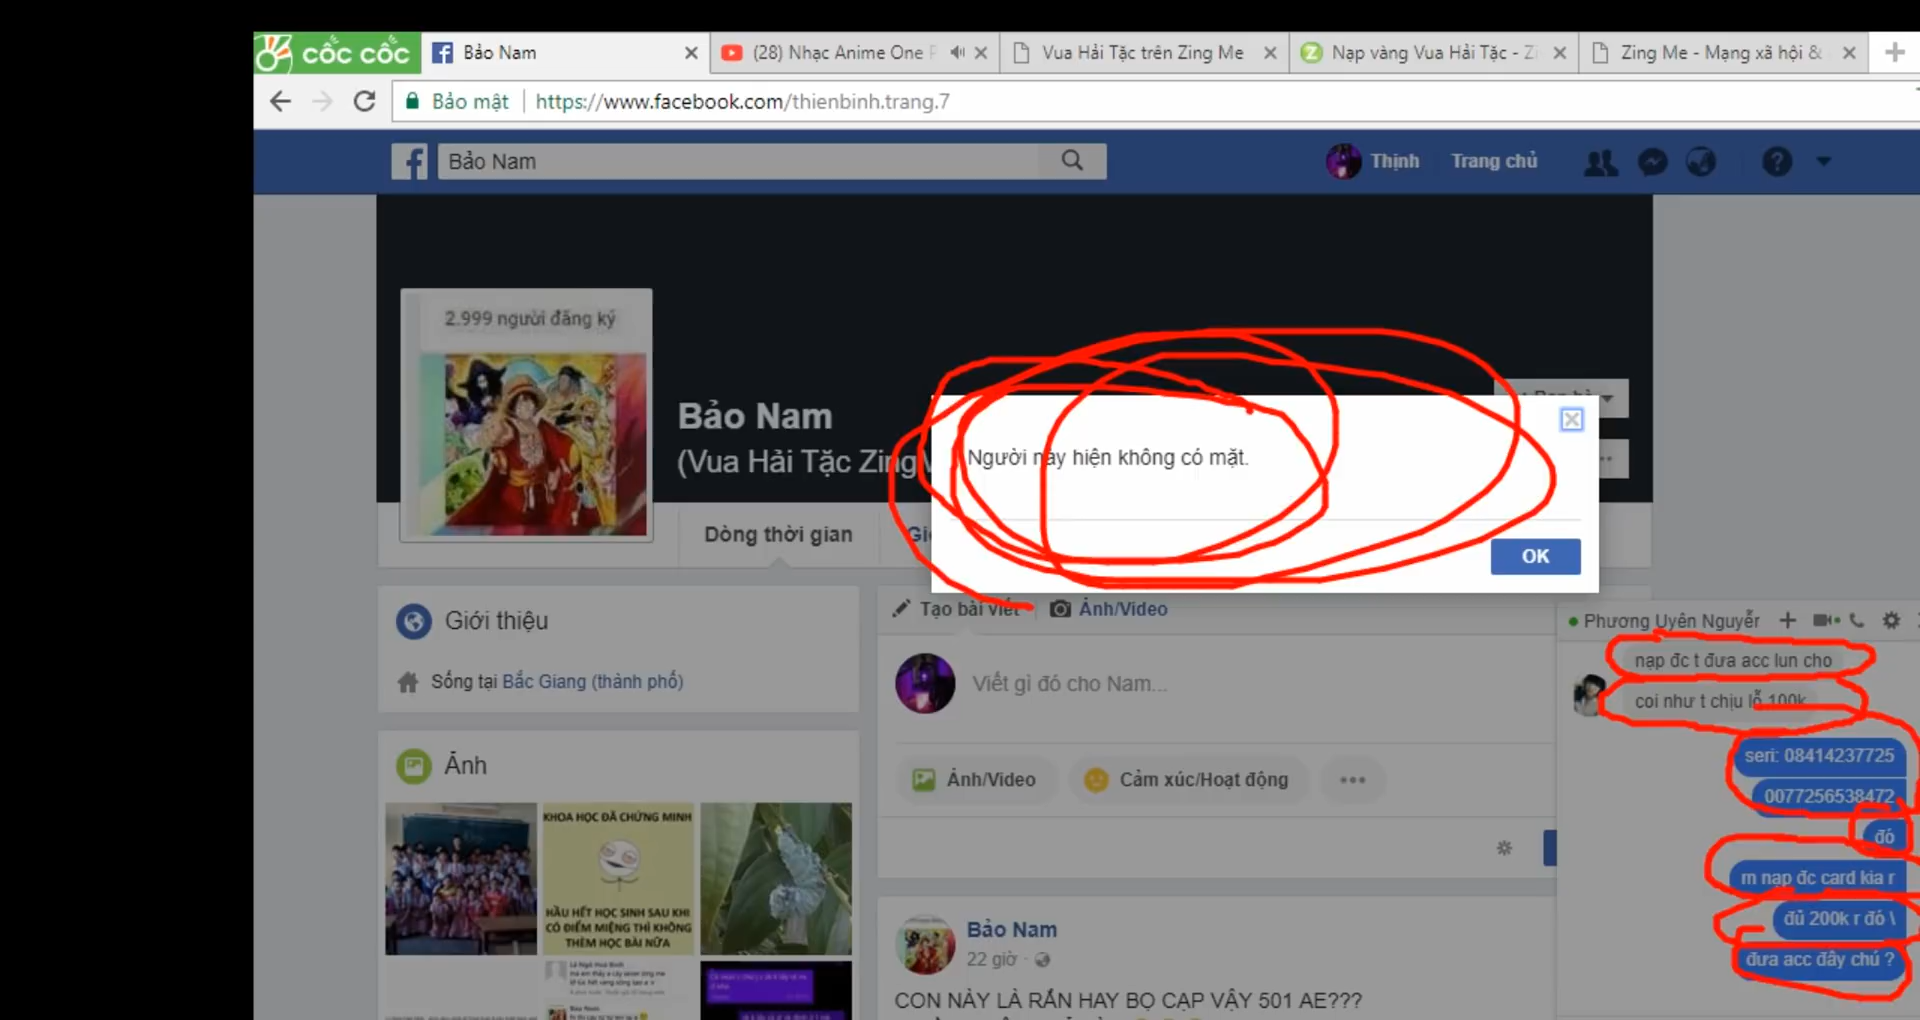 cốc cốc
Bảo Nam
(28) Nhạc Anime One
Vua Hải Tặc trên Zing Me
Nạp vàng Vua Hải Tặc - Zi
Zing Me - Mạng xã hội &
Bảo mật
https://www.facebook.com/thienbinh.trang.7
Bảo Nam
Thịnh
Trang chủ
2.999 người đăng ký
Bảo Nam
(Vua Hải Tặc Zing
Người này hiện không có mặt.
OK
Dòng thời gian
Gi
Giới thiệu
Sống tại Bắc Giang (thành phố)
Ảnh
KHOA HỌC ĐÃ CHỨNG MINH
HẦU HẾT HỌC SINH SAU KHI
CÓ ĐIỂM MIỆNG THÌ KHÔNG
THÈM HỌC BÀI NỮA
Tạo bài viết
Ảnh/Video
Viết gì đó cho Nam...
Ảnh/Video
Cảm xúc/Hoạt động
Bảo Nam
22 giờ
CON NÀY LÀ RẮN HAY BỌ CẠP VẬY 501 AE???
Phương Uyên Nguyễn
nạp đc t đưa acc lun cho
coi như t chịu lỗ 100k
seri: 08414237725
0077256538472
đó
m nạp đc card kia r
đủ 200k r đó \
đưa acc đây chú ?